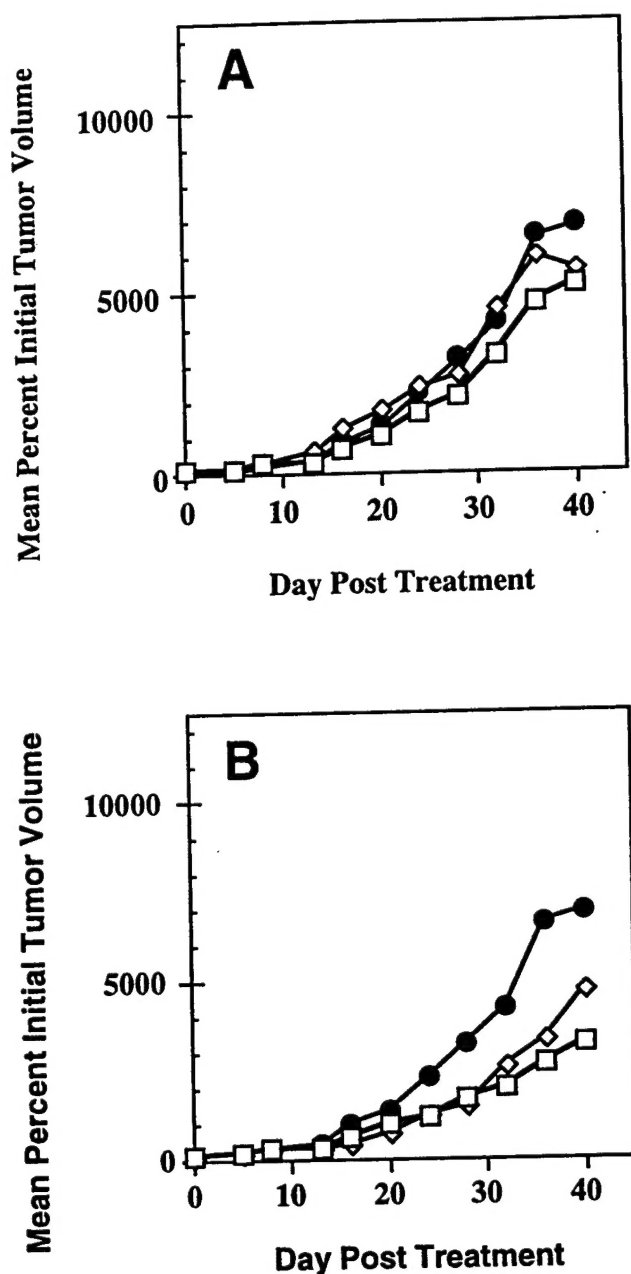 A
Mean Percent Initial Tumor Volume
10000
5000
0
0 10 20 30 40
Day Post Treatment
B
Mean Percent Initial Tumor Volume
10000
5000
0
0 10 20 30 40
Day Post Treatment